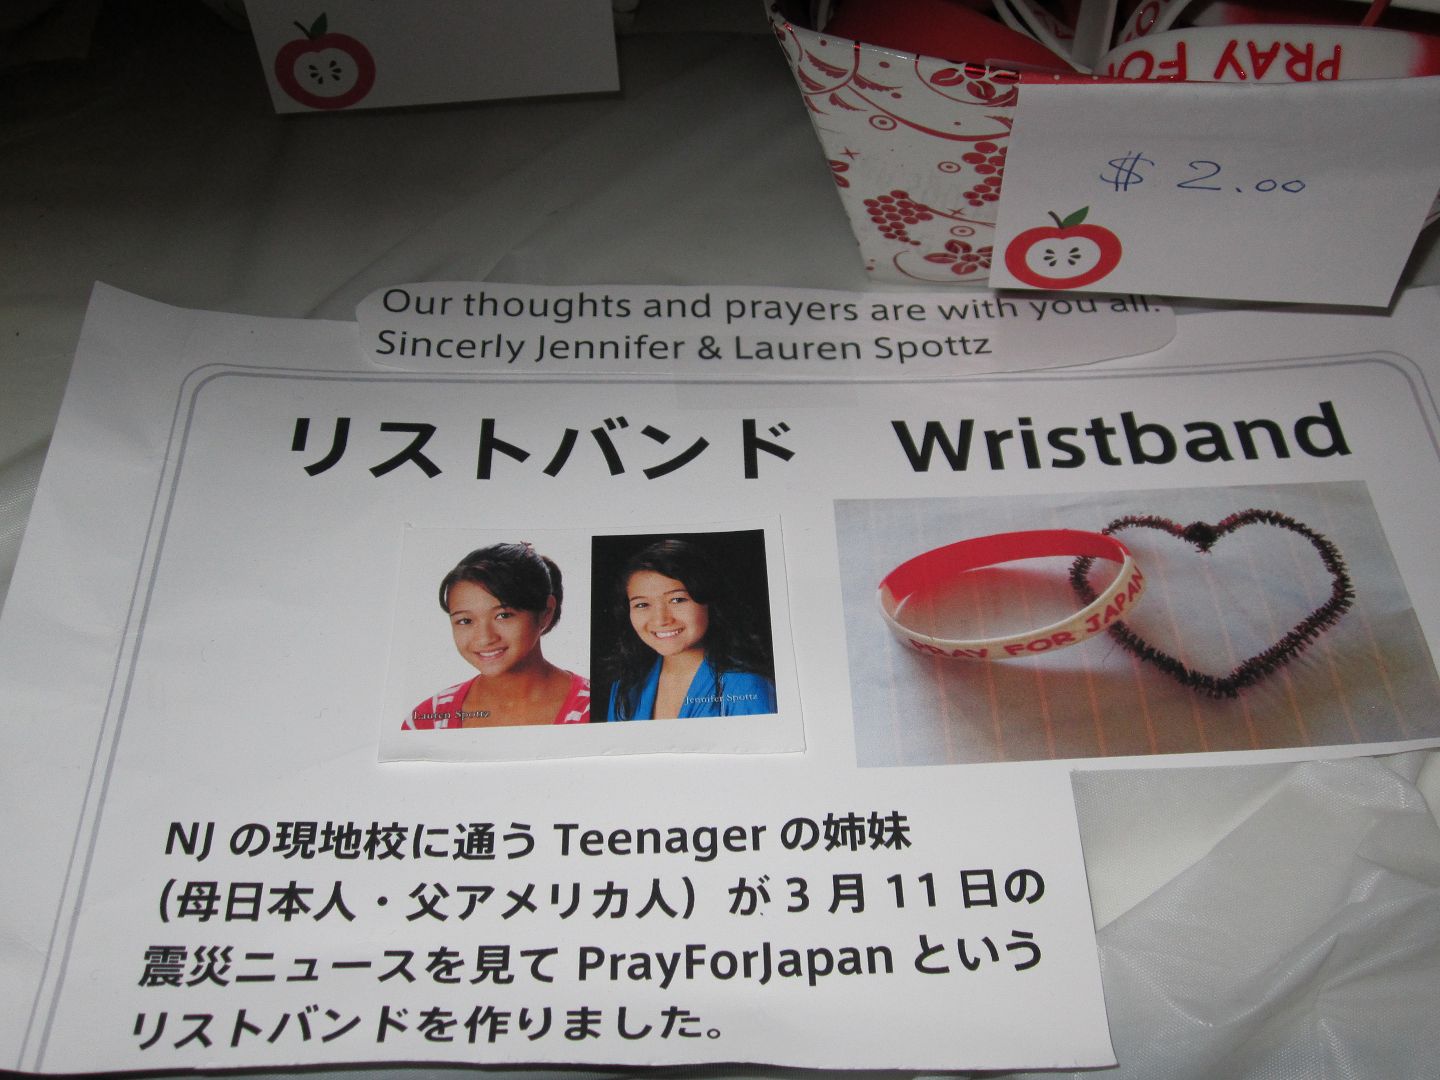 PRAY FOR
$ 2.00
Our thoughts and prayers are with you all.
Sincerly Jennifer & Lauren Spottz
リストバンド Wristband
Lauren Spottz
Jennifer Spottz
PRAY FOR JAPAN
NJ の現地校に通う Teenager の姉妹
(母日本人・父アメリカ人) が 3 月 11 日の
震災ニュースを見て PrayForJapan という
リストバンドを作りました。